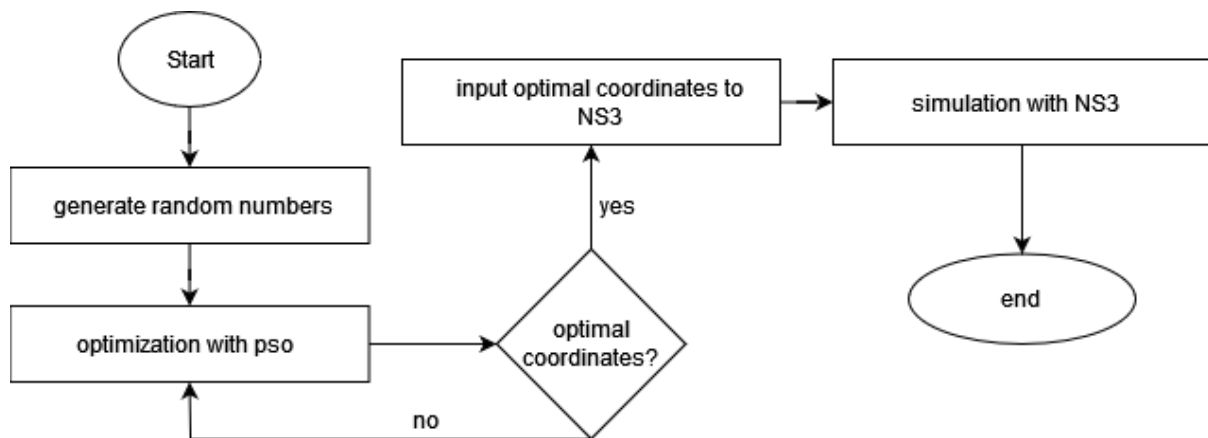 Start
generate random numbers
optimization with pso
optimal
coordinates?
no
yes
input optimal coordinates to
NS3
simulation with NS3
end